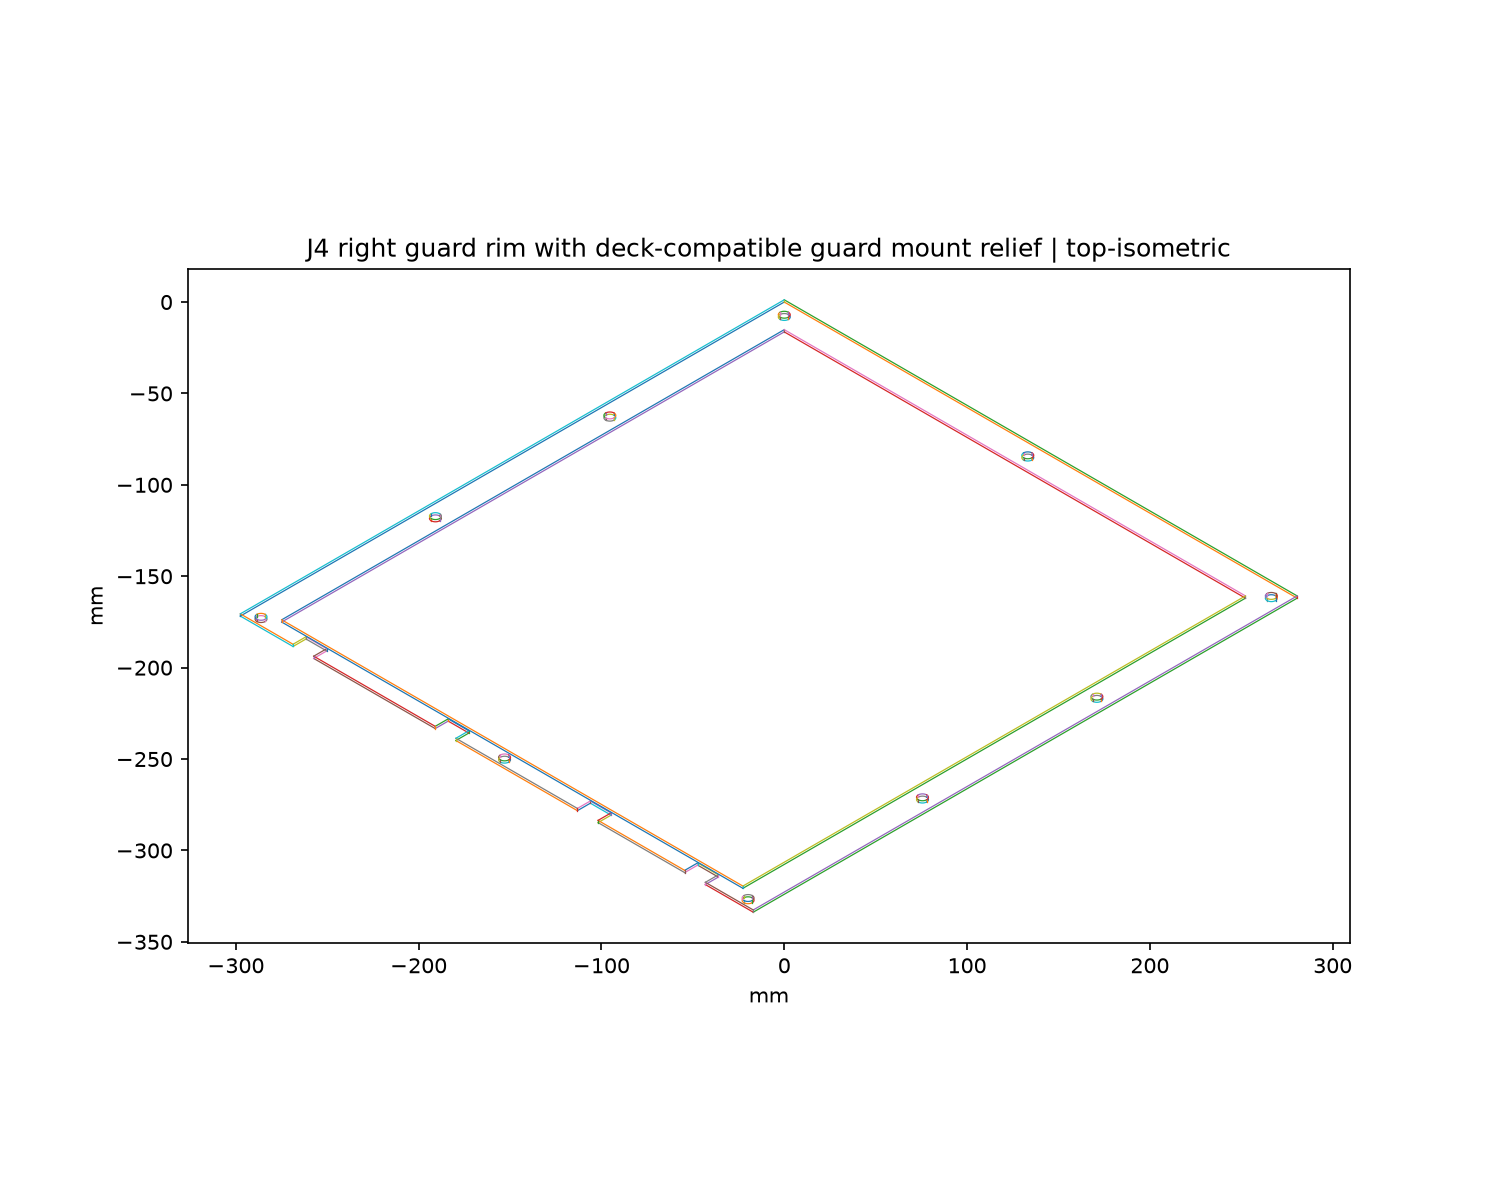 J4 right guard rim with deck-compatible guard mount relief | top-isometric
0
−50
−100
−150
−200
−250
−300
−350
mm
−300 −200 −100 0 100 200 300
mm